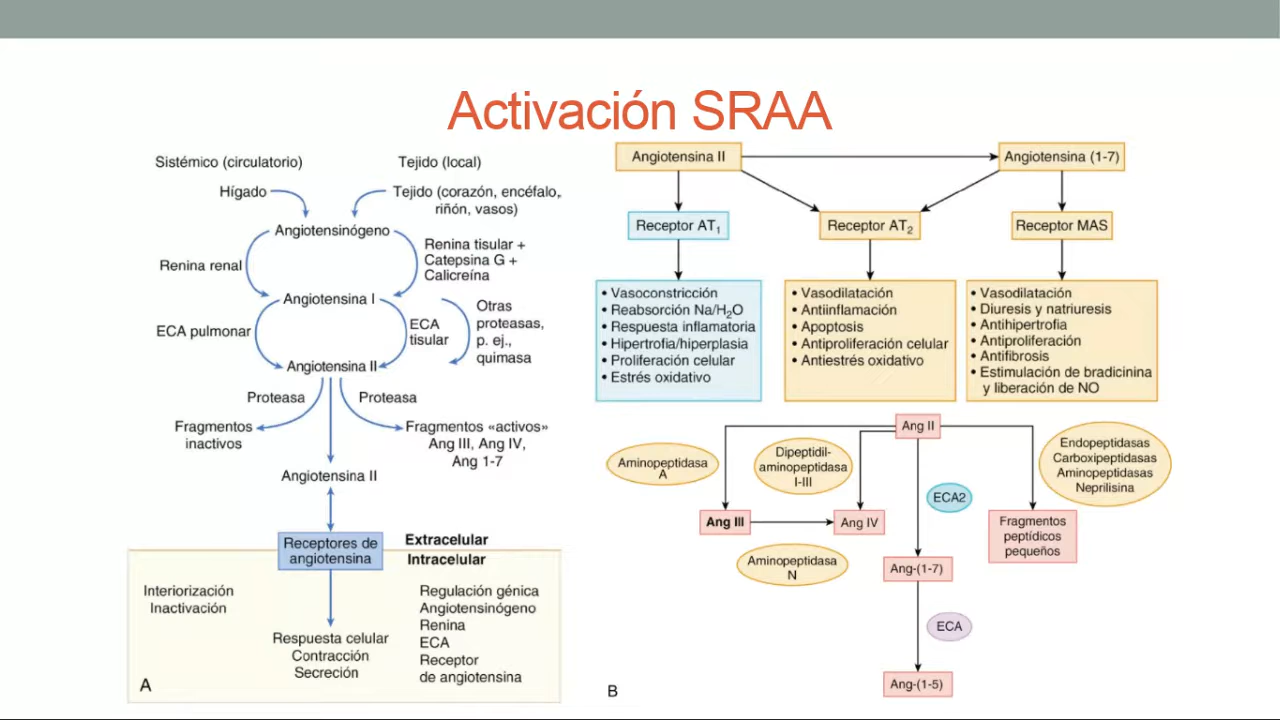 Activación SRAA
Sistémico (circulatorio)
Tejido (local)
Hígado
Tejido (corazón, encéfalo,
riñón, vasos)
Angiotensinógeno
Renina renal
Renina tisular +
Catepsina G +
Calicreína
Angiotensina I
ECA pulmonar
ECA
tisular
Otras
proteasas,
p. ej.,
quimasa
Angiotensina II
Proteasa
Proteasa
Fragmentos
inactivos
Fragmentos «activos»
Ang III, Ang IV,
Ang 1-7
Angiotensina II
Receptores de
angiotensina
Extracelular
Intracelular
Interiorización
Inactivación
Respuesta celular
Contracción
Secreción
Regulación génica
Angiotensinógeno
Renina
ECA
Receptor
de angiotensina
A
Angiotensina II
Angiotensina (1-7)
Receptor AT₁
Receptor AT₂
Receptor MAS
• Vasoconstricción
• Reabsorción Na/H₂O
• Respuesta inflamatoria
• Hipertrofia/hiperplasia
• Proliferación celular
• Estrés oxidativo
• Vasodilatación
• Antiinflamación
• Apoptosis
• Antiproliferación celular
• Antiestrés oxidativo
• Vasodilatación
• Diuresis y natriuresis
• Antihipertrofia
• Antiproliferación
• Antifibrosis
• Estimulación de bradicinina
y liberación de NO
Ang II
Aminopeptidasa
A
Dipeptidil-
aminopeptidasa
I-III
Endopeptidasas
Carboxipeptidasas
Aminopeptidasas
Neprilisina
ECA2
Ang III
Ang IV
Fragmentos
peptídicos
pequeños
Aminopeptidasa
N
Ang-(1-7)
ECA
Ang-(1-5)
B